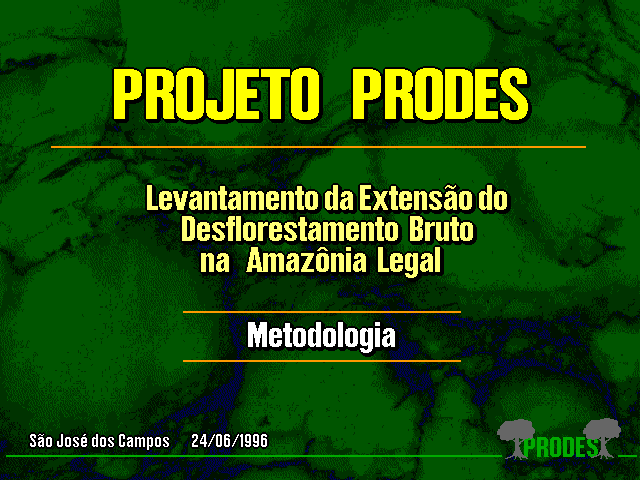 PROJETO PRODES
Levantamento da Extensão do
Desflorestamento Bruto
na Amazônia Legal
Metodologia
São José dos Campos 24/06/1996
PRODES